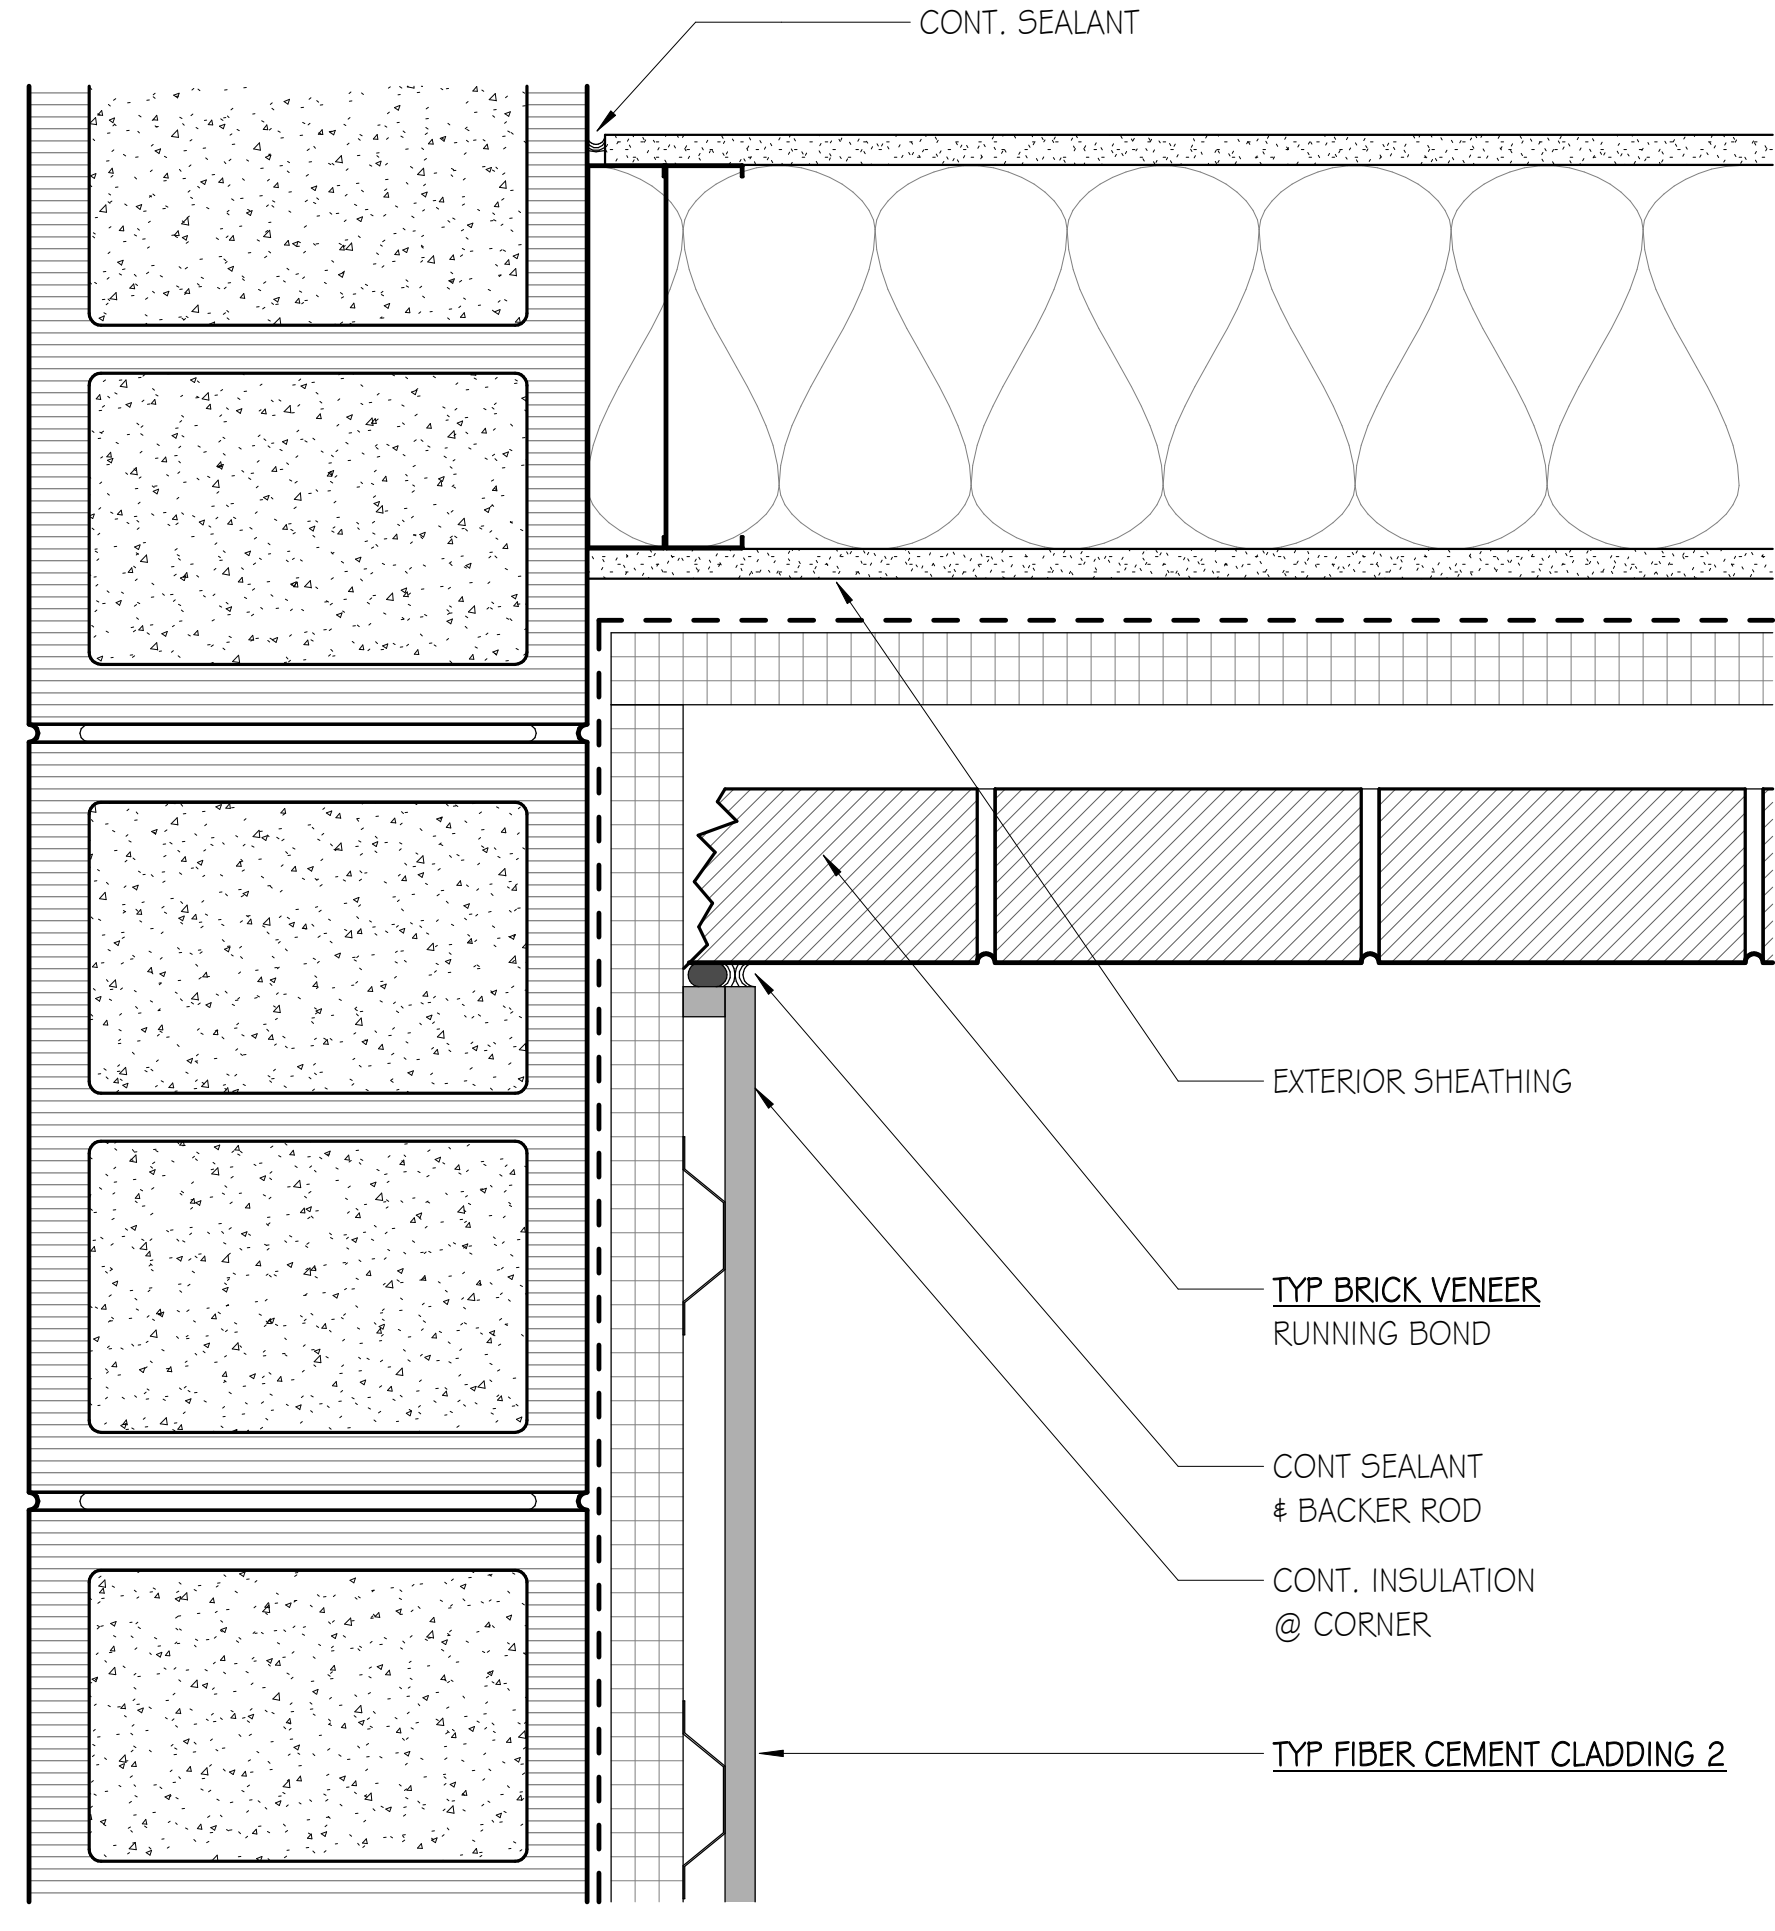 CONT. SEALANT
EXTERIOR SHEATHING
TYP BRICK VENEER
RUNNING BOND
CONT SEALANT
& BACKER ROD
CONT. INSULATION
@ CORNER
TYP FIBER CEMENT CLADDING 2